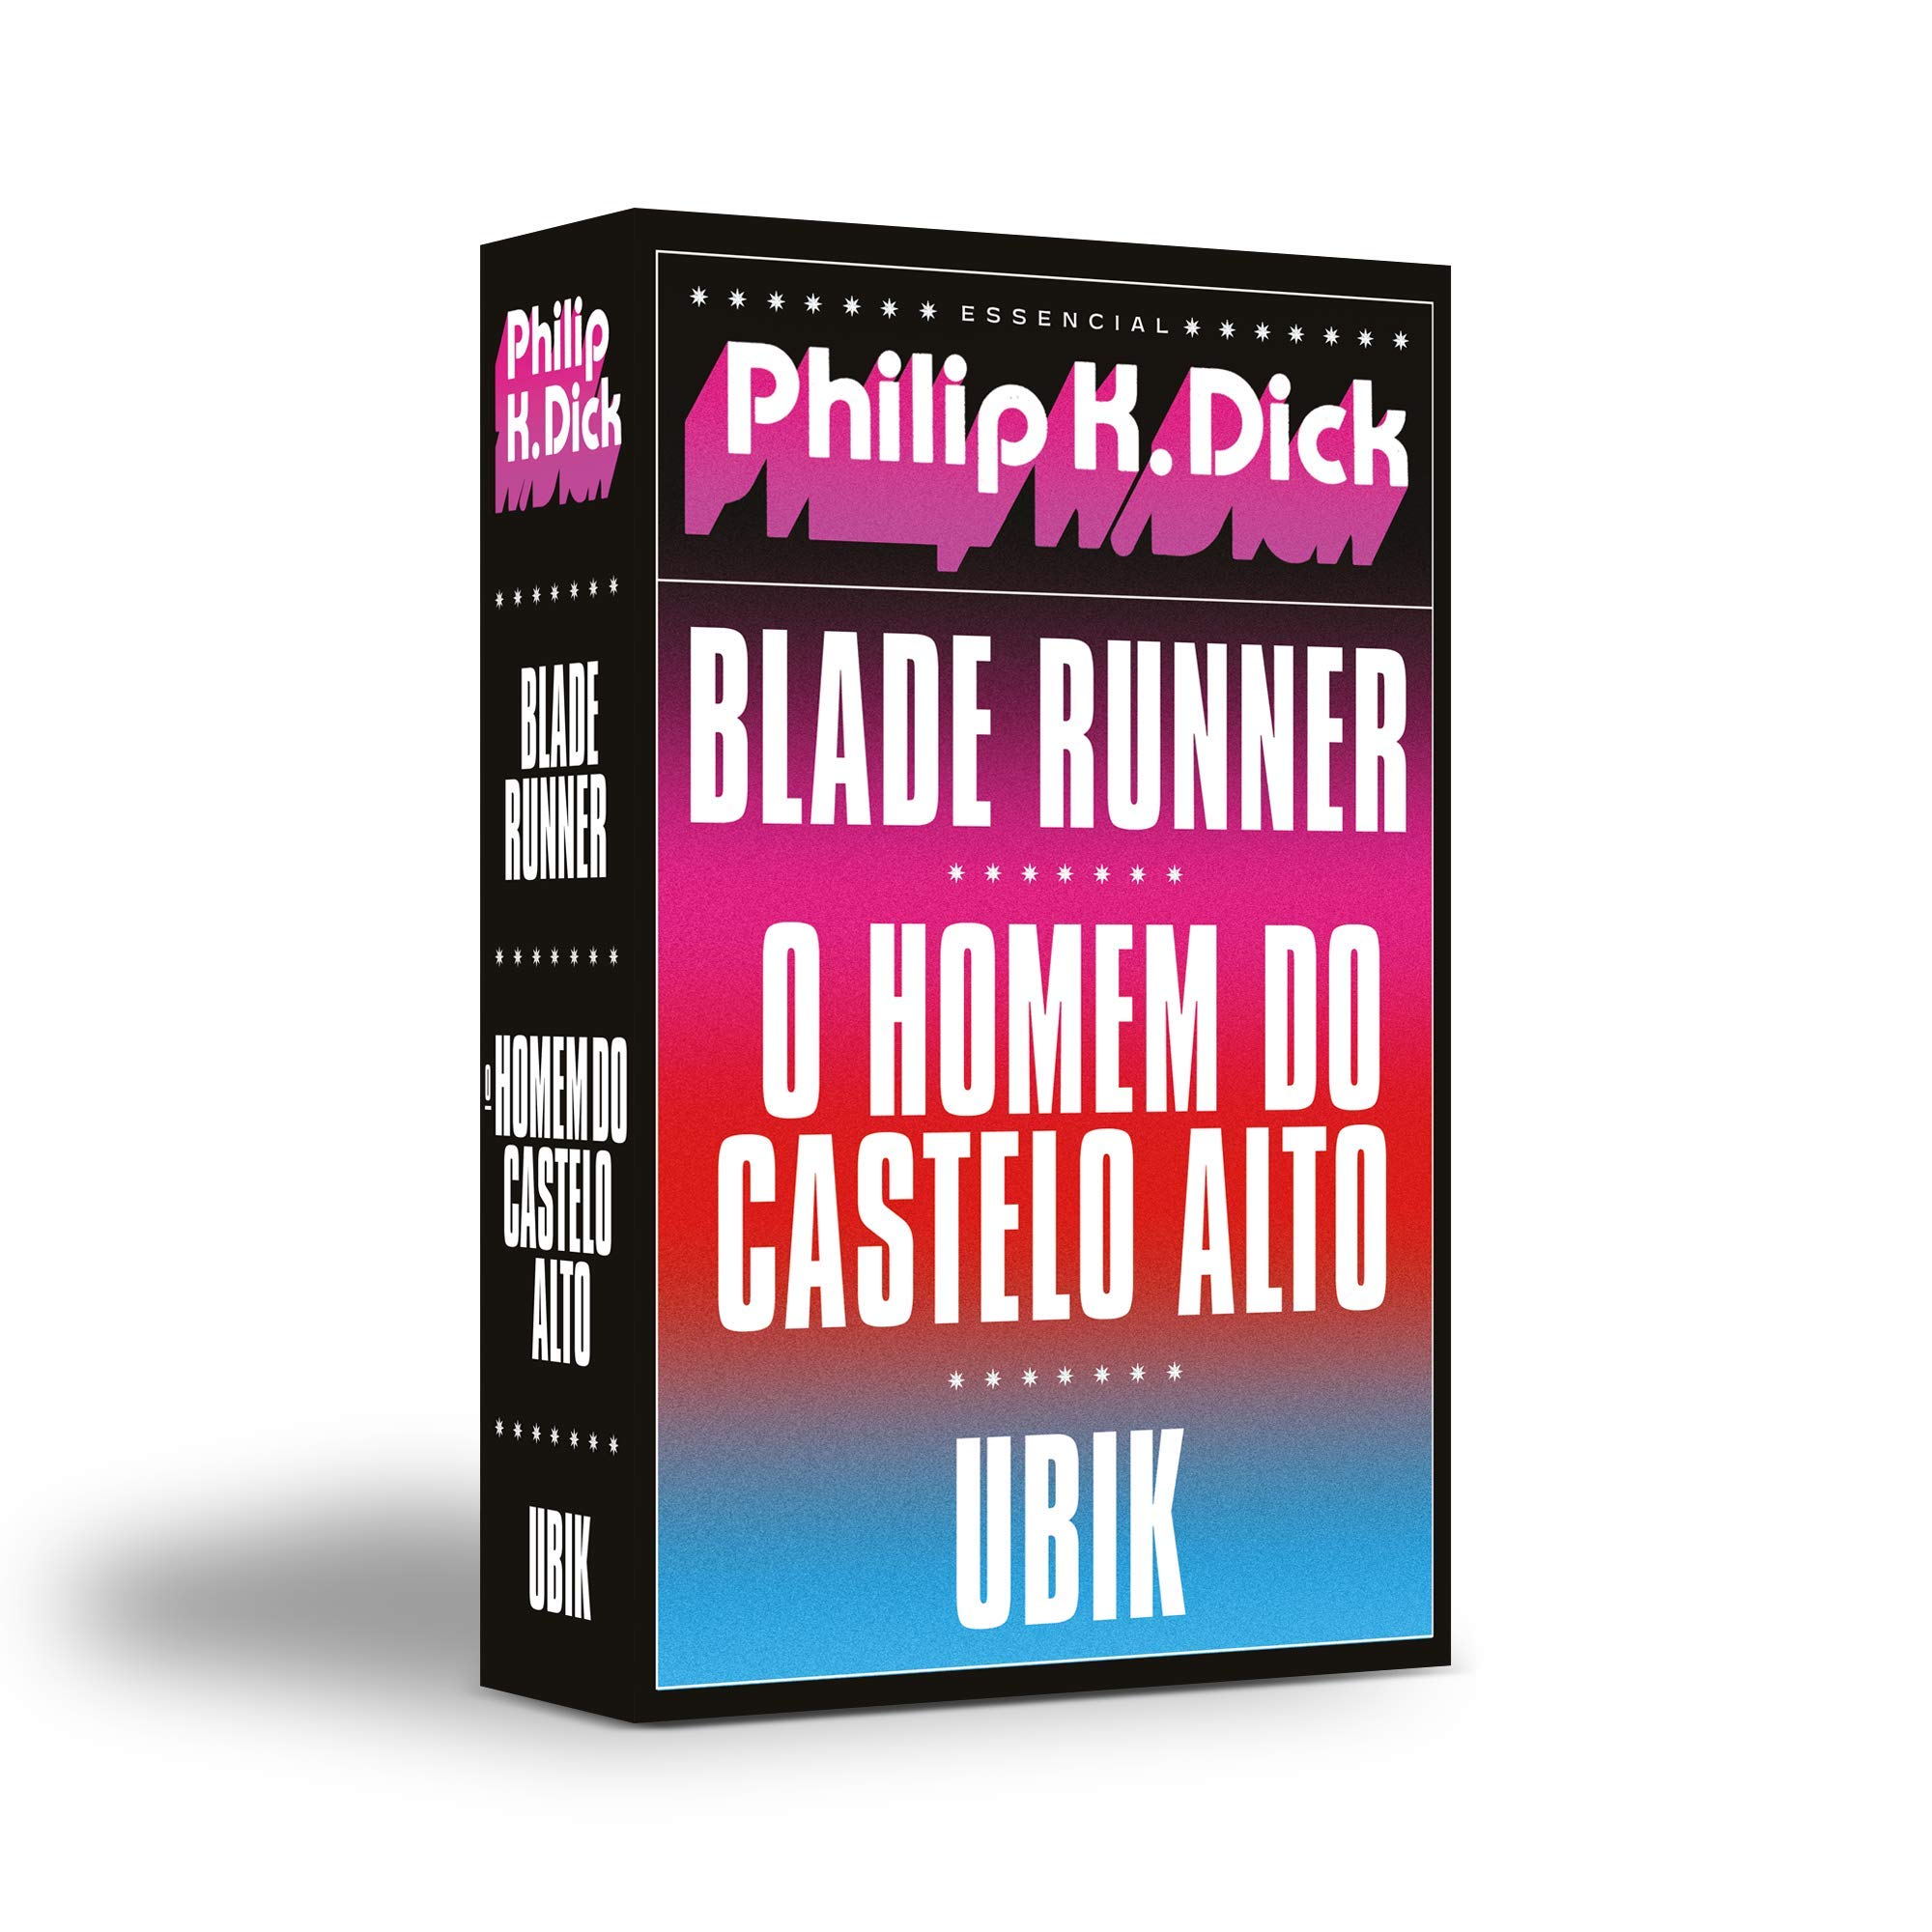 Philip
K. Dick
BLADE
RUNNER
O HOMEM DO
CASTELO
ALTO
UBIK
ESSENCIAL
Philip K. Dick
BLADE RUNNER
O HOMEM DO
CASTELO ALTO
UBIK